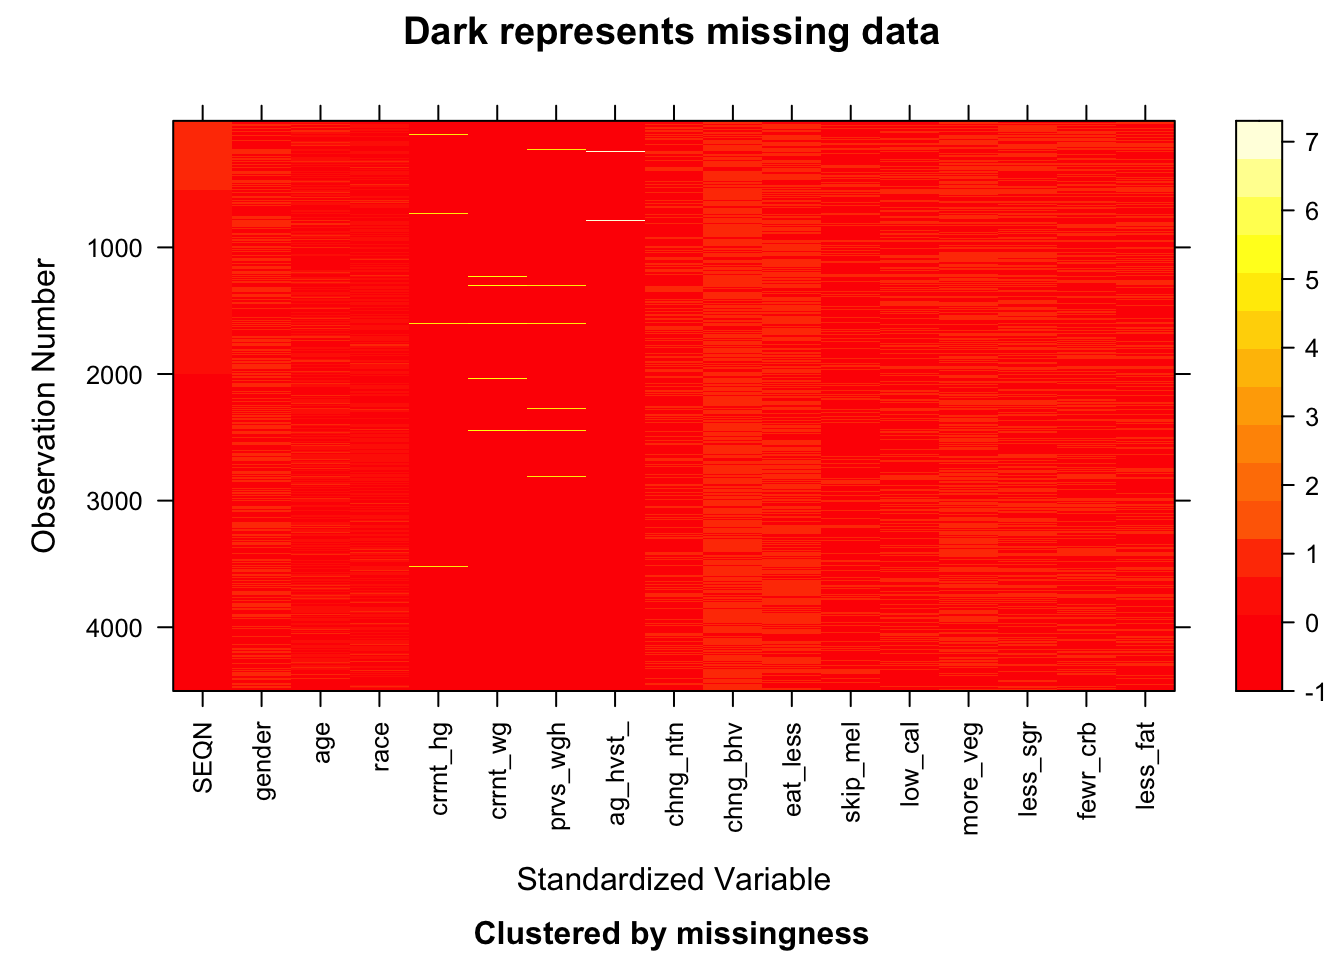 Dark represents missing data
Observation Number
1000
2000
3000
4000
7
6
5
4
3
2
1
0
-1
SEQN
gender
age
race
crrnt_hg
crrnt_wg
prvs_wgh
ag_hvst_
chng_ntn
chng_bhv
eat_less
skip_mel
low_cal
more_veg
less_sgr
fewr_crb
less_fat
Standardized Variable
Clustered by missingness